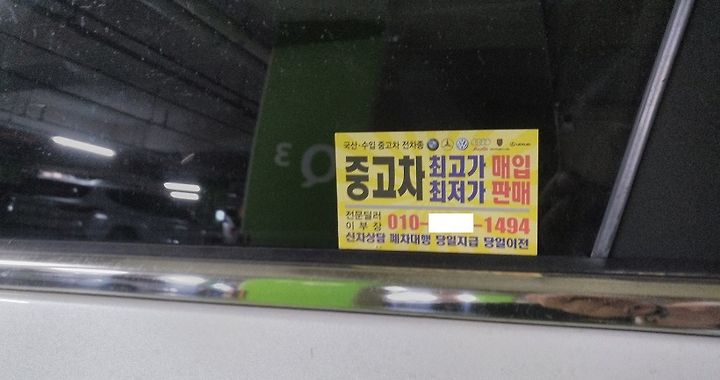 국산·수입 중고차 전차종
중고차 최고가 매입
최저가 판매
전문딜러
이부장 010- -1494
신차상담 폐차대행 당일지급 당일이전